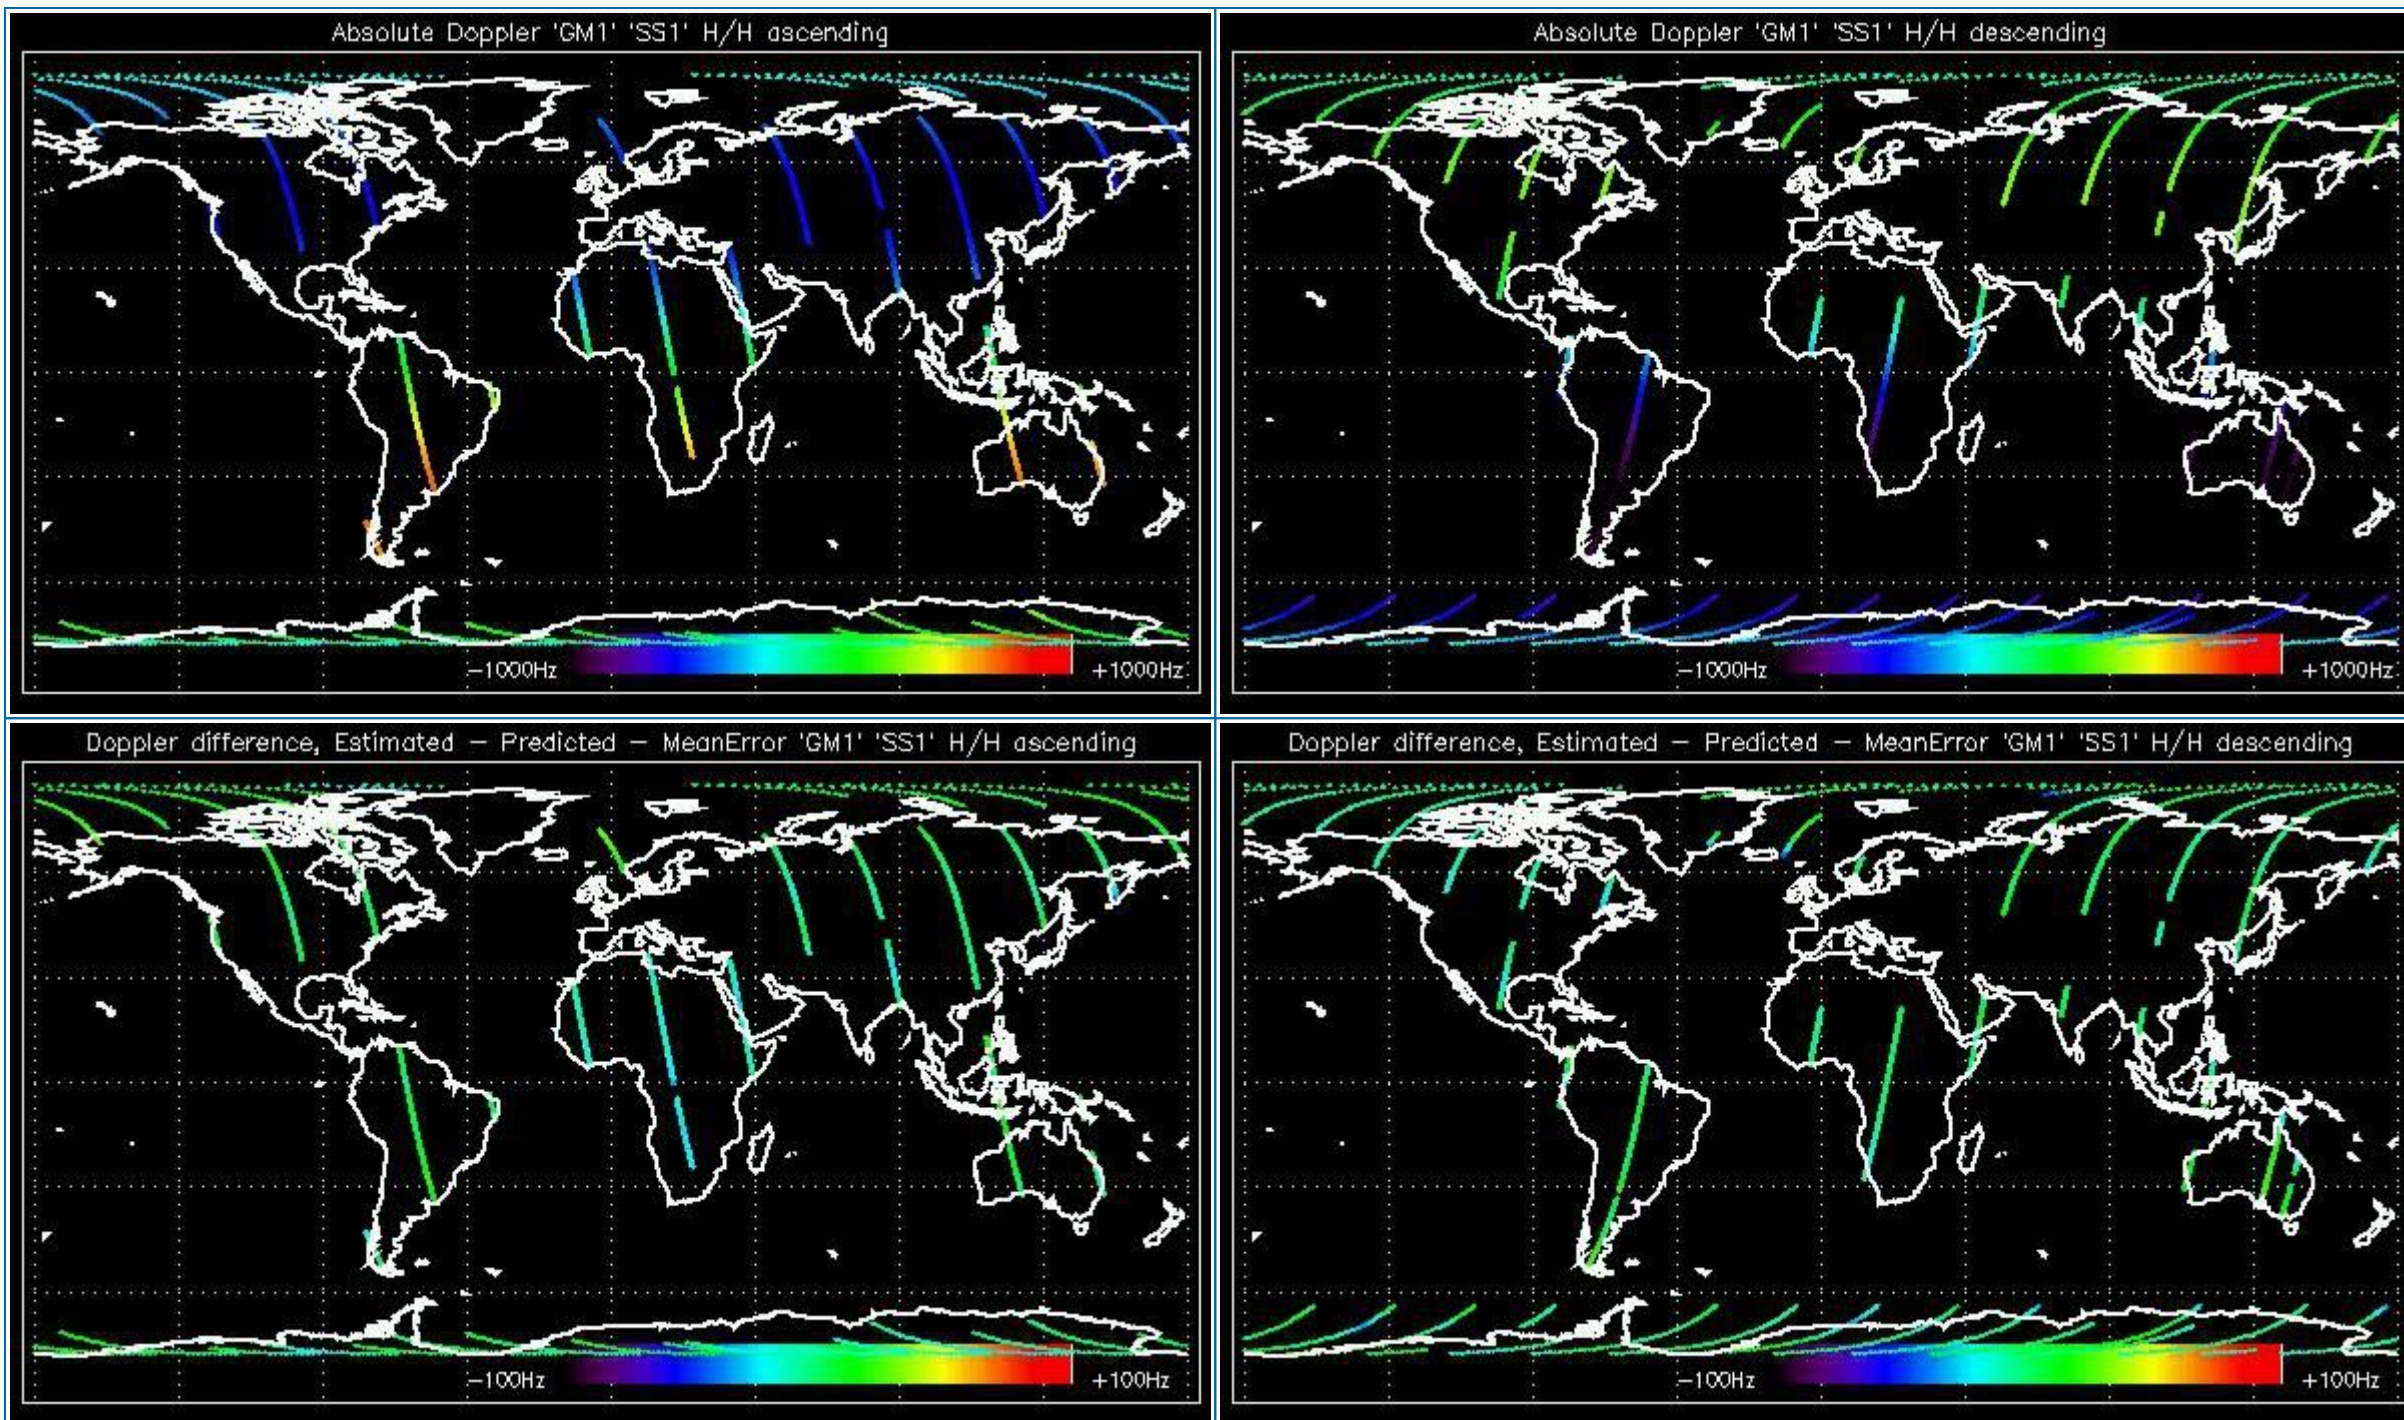 Absolute Doppler 'GM1' 'SS1' H/H ascending
-1000Hz
+1000Hz
Absolute Doppler 'GM1' 'SS1' H/H descending
-1000Hz
+1000Hz
Doppler difference, Estimated - Predicted - MeanError 'GM1' 'SS1' H/H ascending
-100Hz
+100Hz
Doppler difference, Estimated - Predicted - MeanError 'GM1' 'SS1' H/H descending
-100Hz
+100Hz